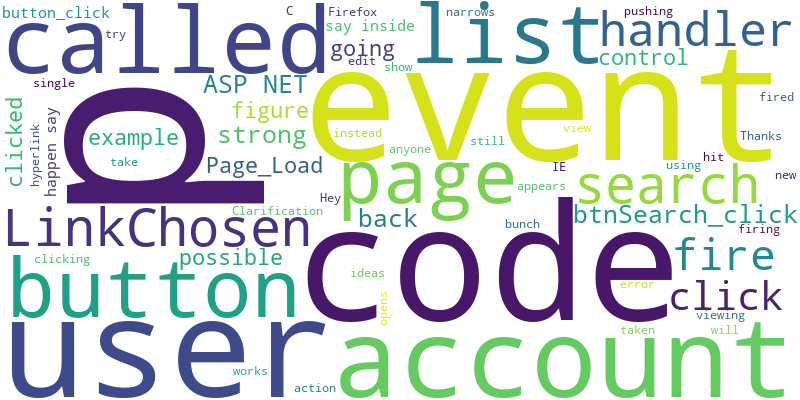 button_click
called
C
Firefox
say inside
try
narrows
list
pushing
handler
going
edit
show
control
single
ASP NET
event
fired
clicked
hyperlink
happen say
p
example
take
figure
strong
instead
view
Thanks
anyone
still
Page_Load
page
IE
hit
using
new
appears
search
Hey
LinkChosen
Clarification
back
bunch
btnSearch_click
firing
code
fire
clicking
possible
button
ideas
error
click
opens
viewing
user
account
taken
will
works
action